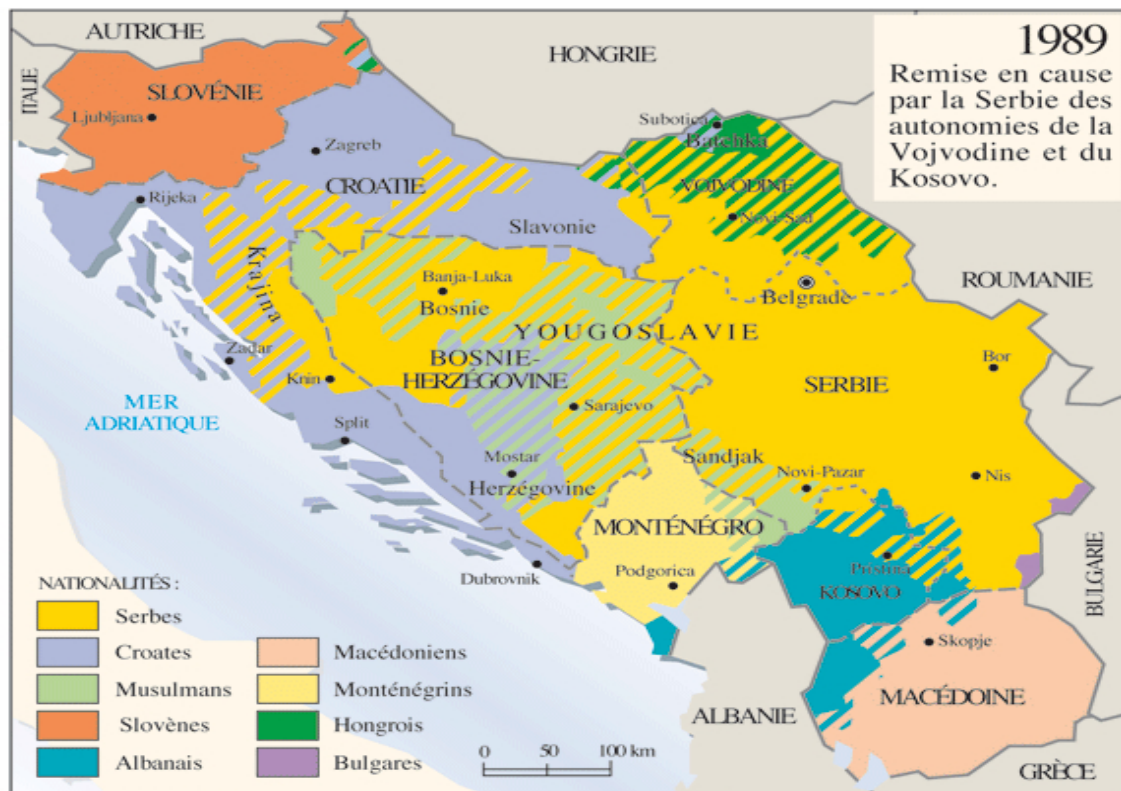 1989
Remise en cause
par la Serbie des
autonomies de la
Vojvodine et du
Kosovo.
AUTRICHE
HONGRIE
ITALIE
SLOVÉNIE
Ljubljana
Zagreb
Subotica
Batchka
CROATIE
VOJVODINE
Rijeka
Novi-Sad
Slavonie
Krajina
Banja-Luka
Bosnie
Belgrade
ROUMANIE
YOUGOSLAVIE
Zadar
BOSNIE-
HERZÉGOVINE
Bor
Knin
SERBIE
MER
ADRIATIQUE
Sarajevo
Split
Mostar
Sandjak
Novi-Pazar
Nis
Herzégovine
MONTÉNÉGRO
Dubrovnik
Podgorica
Pristina
KOSOVO
BULGARIE
Skopje
MACÉDOINE
ALBANIE
GRÈCE
NATIONALITÉS :
Serbes
Croates
Macédoniens
Musulmans
Monténégrins
Slovènes
Hongrois
Albanais
Bulgares
0 50 100 km